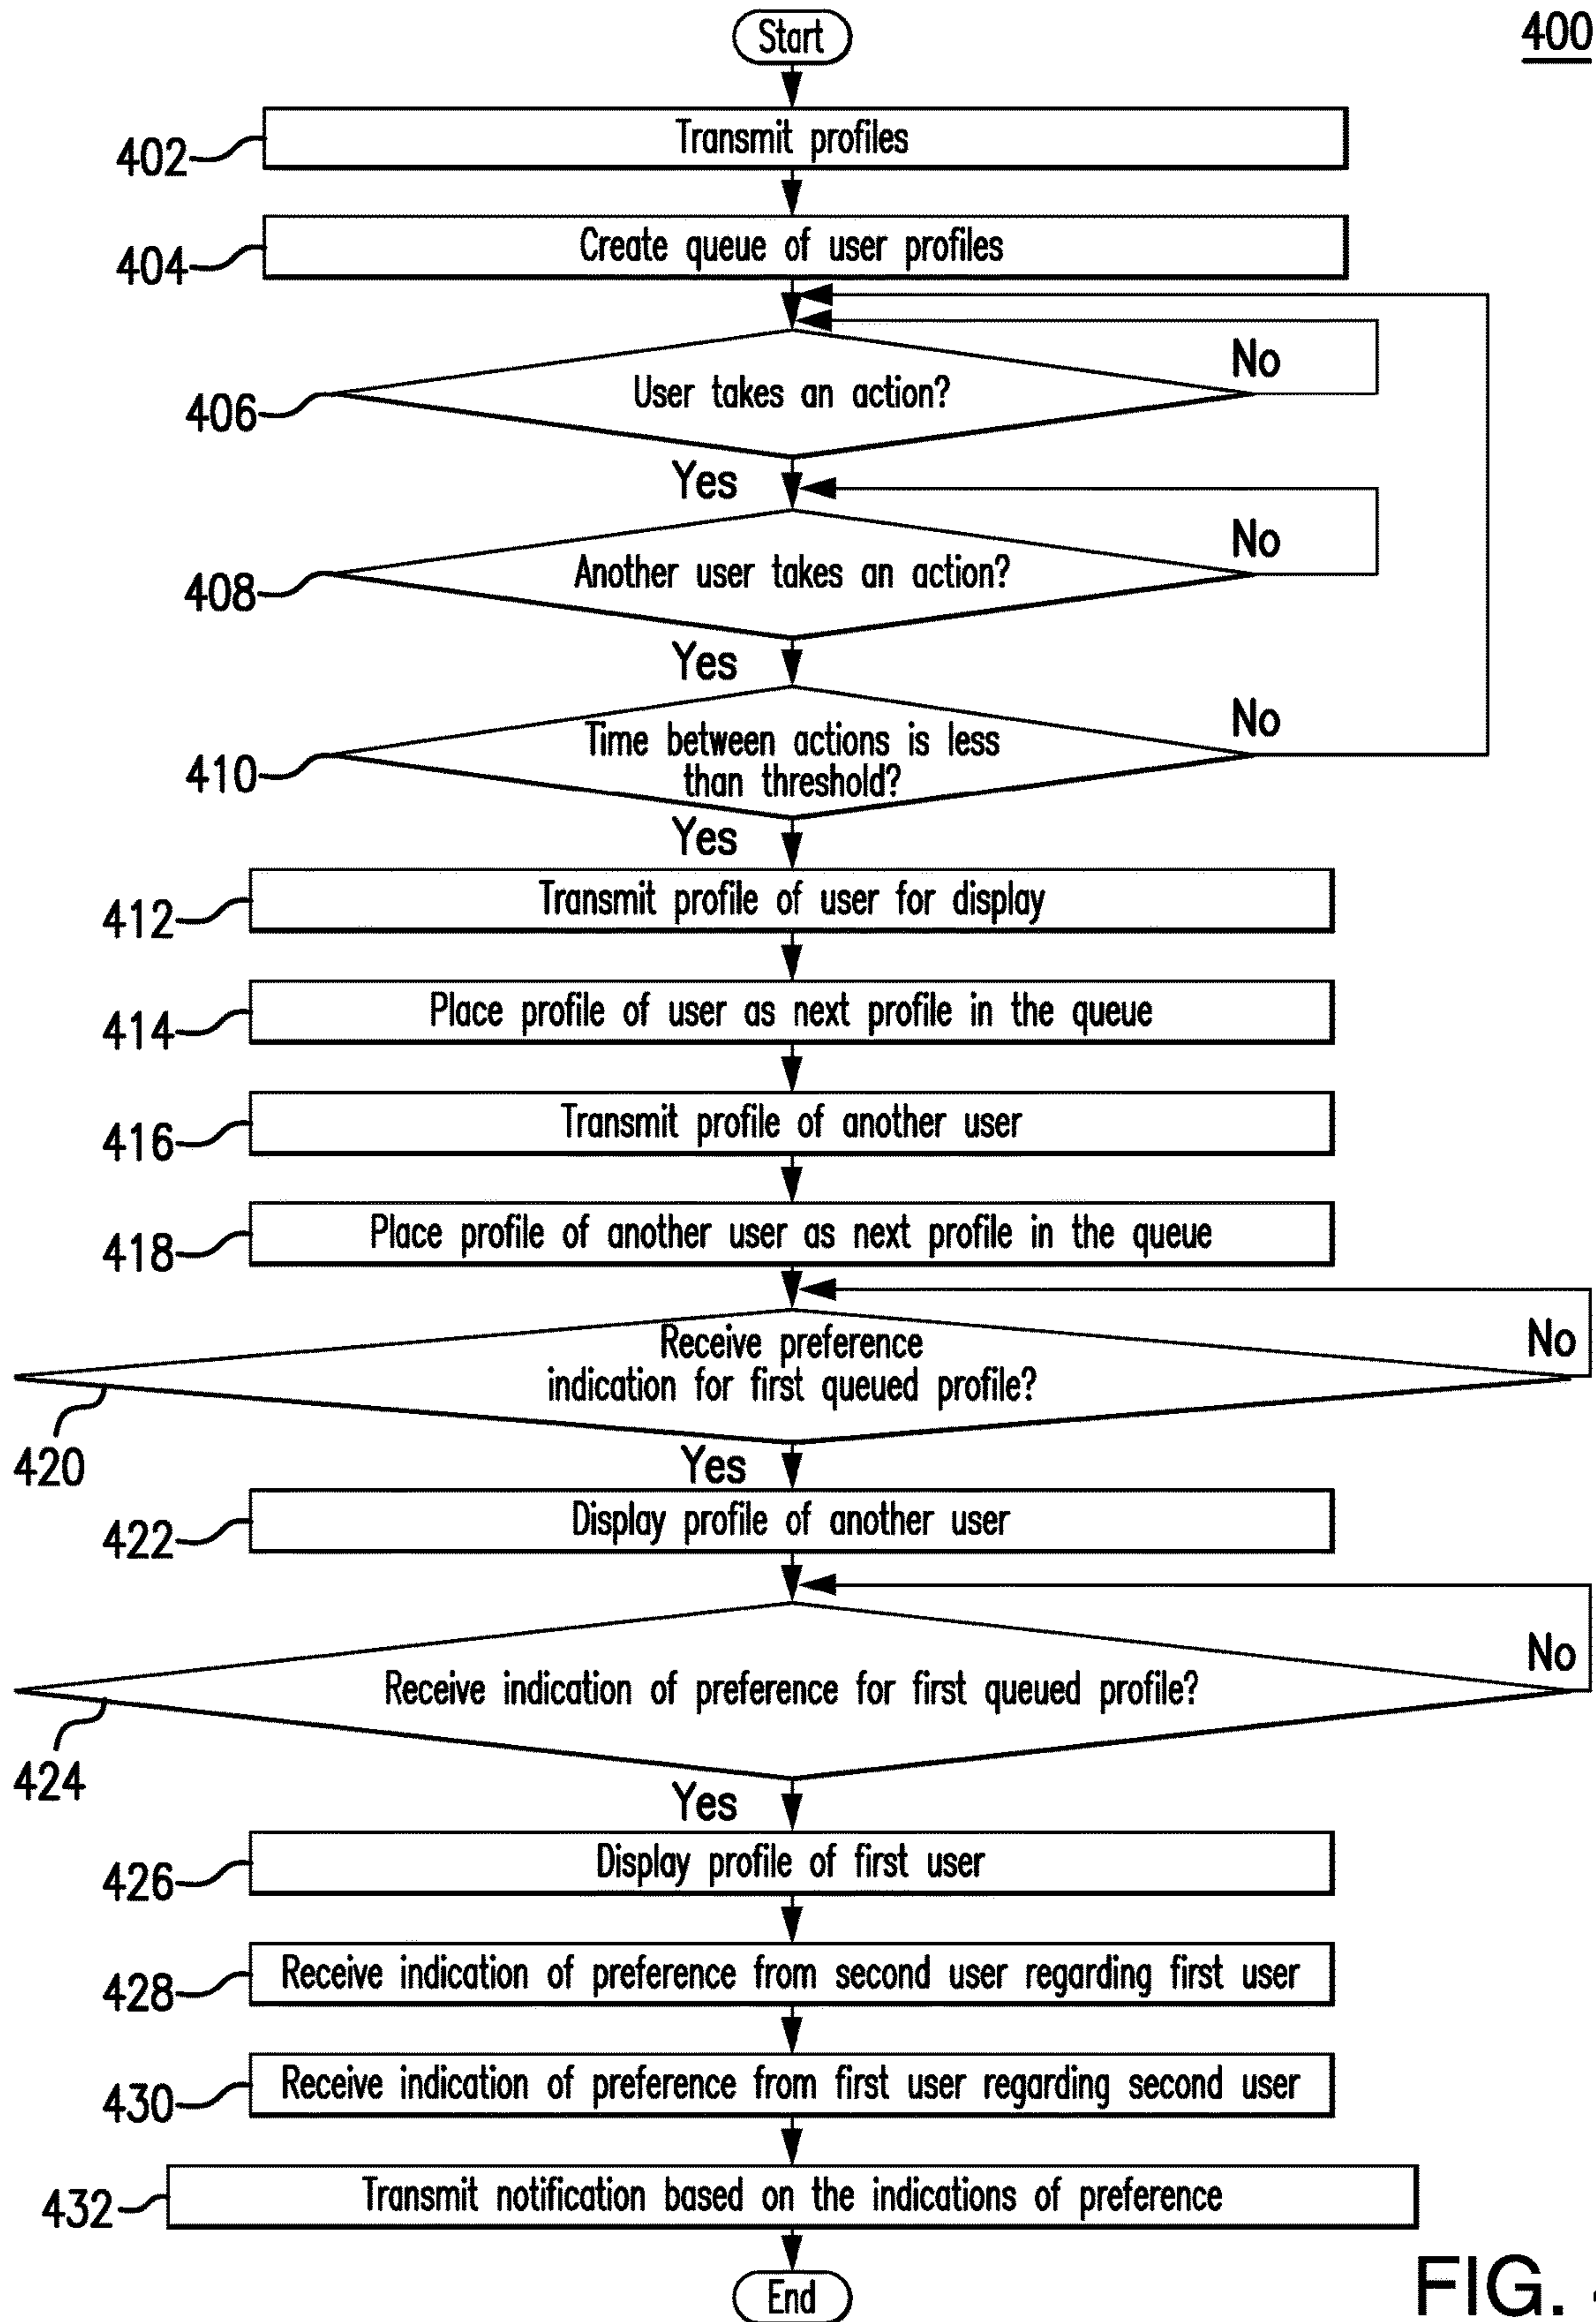 Start
400
Transmit profiles
402
Create queue of user profiles
404
No
User takes an action?
406
Yes
No
Another user takes an action?
408
Yes
No
Time between actions is less
than threshold?
410
Yes
Transmit profile of user for display
412
Place profile of user as next profile in the queue
414
Transmit profile of another user
416
Place profile of another user as next profile in the queue
418
No
Receive preference
indication for first queued profile?
420
Yes
Display profile of another user
422
No
Receive indication of preference for first queued profile?
424
Yes
Display profile of first user
426
Receive indication of preference from second user regarding first user
428
Receive indication of preference from first user regarding second user
430
Transmit notification based on the indications of preference
432
End
FIG.